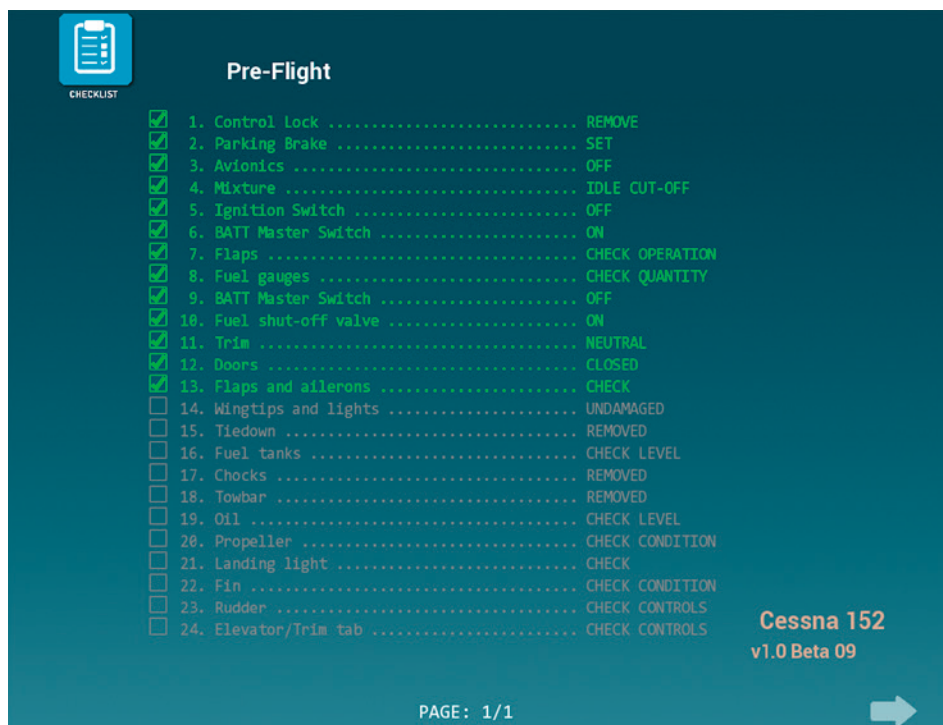 Pre-Flight
CHECKLIST
1. Control Lock ............................. REMOVE
2. Parking Brake ............................ SET
3. Avionics ................................. OFF
4. Mixture .................................. IDLE CUT-OFF
5. Ignition Switch .......................... OFF
6. BATT Master Switch ....................... ON
7. Flaps .................................... CHECK OPERATION
8. Fuel gauges .............................. CHECK QUANTITY
9. BATT Master Switch ....................... OFF
10. Fuel shut-off valve ...................... ON
11. Trim ..................................... NEUTRAL
12. Doors .................................... CLOSED
13. Flaps and ailerons ....................... CHECK
14. Wingtips and lights ...................... UNDAMAGED
15. Tiedown .................................. REMOVED
16. Fuel tanks ............................... CHECK LEVEL
17. Chocks ................................... REMOVED
18. Towbar ................................... REMOVED
19. Oil ...................................... CHECK LEVEL
20. Propeller ................................ CHECK CONDITION
21. Landing light ............................ CHECK
22. Fin ...................................... CHECK CONDITION
23. Rudder ................................... CHECK CONTROLS
24. Elevator/Trim tab ........................ CHECK CONTROLS
Cessna 152
v1.0 Beta 09
PAGE: 1/1